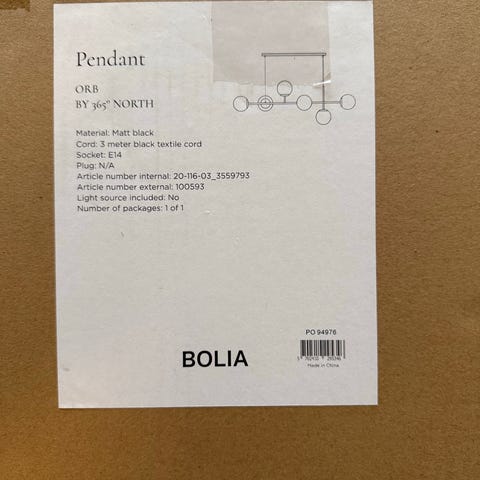 Pendant
ORB
BY 365° NORTH
Material: Matt black
Cord: 3 meter black textile cord
Socket: E14
Plug: N/A
Article number internal: 20-116-03_3559793
Article number external: 100593
Light source included: No
Number of packages: 1 of 1
PO 94976
BOLIA
Made in China